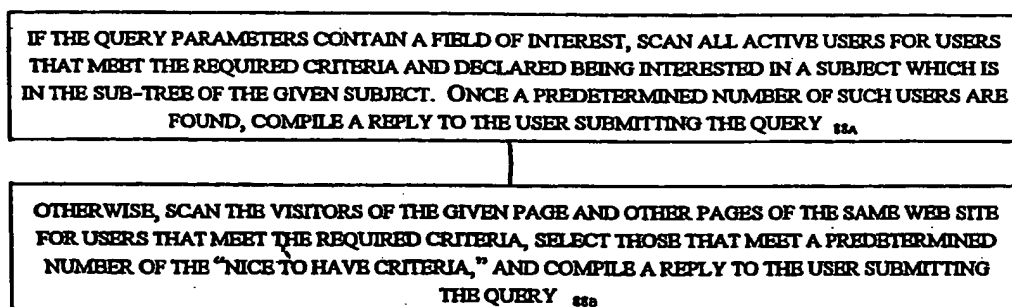 IF THE QUERY PARAMETERS CONTAIN A FIELD OF INTEREST, SCAN ALL ACTIVE USERS FOR USERS
THAT MEET THE REQUIRED CRITERIA AND DECLARED BEING INTERESTED IN A SUBJECT WHICH IS
IN THE SUB-TREE OF THE GIVEN SUBJECT. ONCE A PREDETERMINED NUMBER OF SUCH USERS ARE
FOUND, COMPILE A REPLY TO THE USER SUBMITTING THE QUERY 88A
OTHERWISE, SCAN THE VISITORS OF THE GIVEN PAGE AND OTHER PAGES OF THE SAME WEB SITE
FOR USERS THAT MEET THE REQUIRED CRITERIA, SELECT THOSE THAT MEET A PREDETERMINED
NUMBER OF THE “NICE TO HAVE CRITERIA,” AND COMPILE A REPLY TO THE USER SUBMITTING
THE QUERY 88B